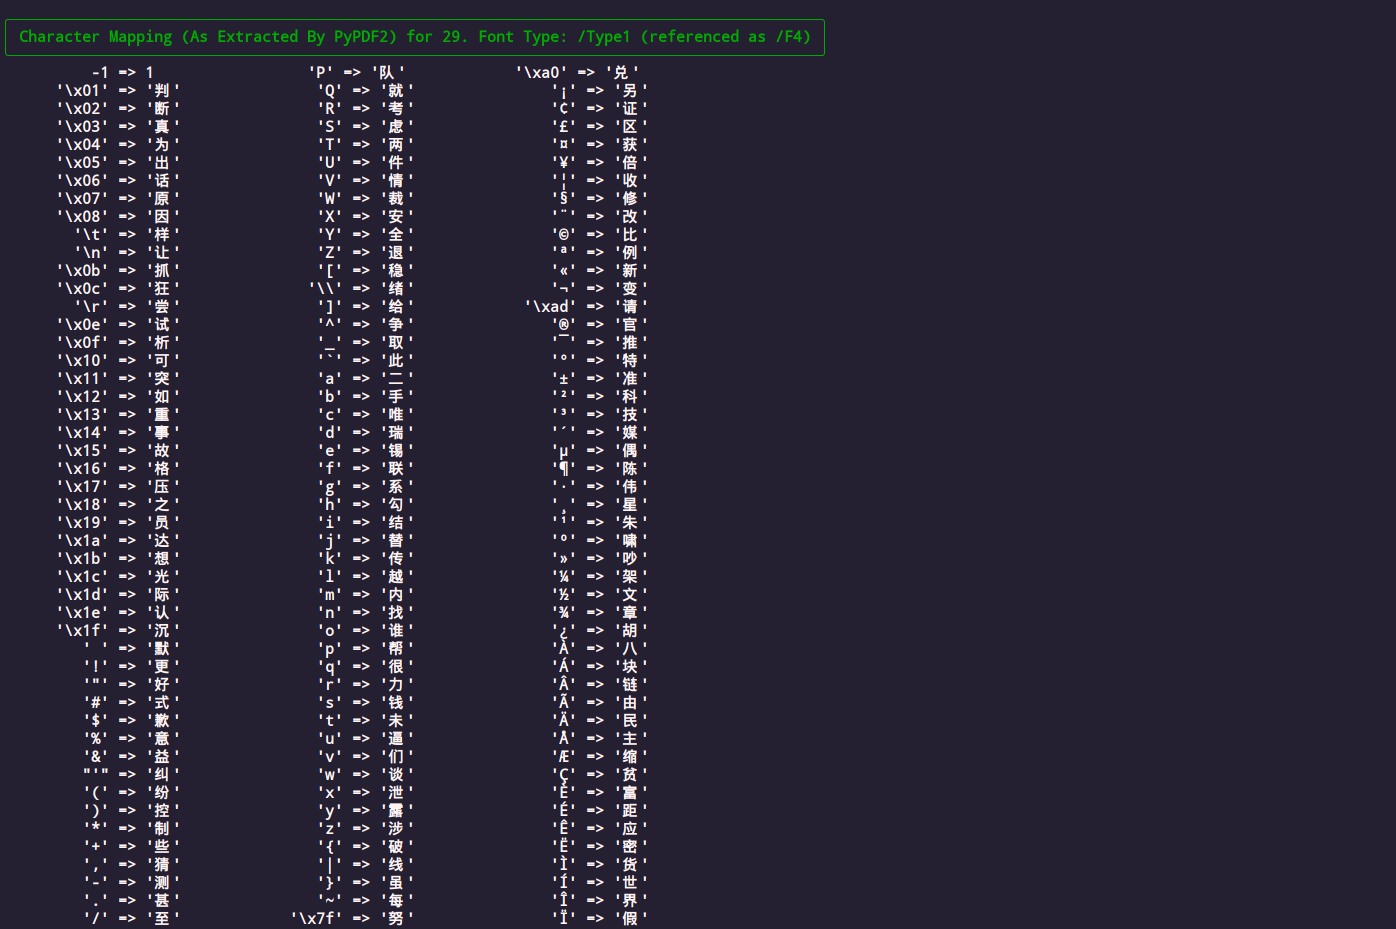 Character Mapping (As Extracted By PyPDF2) for 29. Font Type: /Type1 (referenced as /F4)
-1 => 1 'P' => '队' '\xa0' => '兑'
'\x01' => '判' 'Q' => '就' '¡' => '另'
'\x02' => '断' 'R' => '考' '¢' => '证'
'\x03' => '真' 'S' => '虑' '£' => '区'
'\x04' => '为' 'T' => '两' '¤' => '获'
'\x05' => '出' 'U' => '件' '¥' => '倍'
'\x06' => '话' 'V' => '情' '¦' => '收'
'\x07' => '原' 'W' => '裁' '§' => '修'
'\x08' => '因' 'X' => '安' '¨' => '改'
'\t' => '样' 'Y' => '全' '©' => '比'
'\n' => '让' 'Z' => '退' 'ª' => '例'
'\x0b' => '抓' '[' => '稳' '«' => '新'
'\x0c' => '狂' '\\' => '绪' '¬' => '变'
'\r' => '尝' ']' => '给' '\xad' => '请'
'\x0e' => '试' '^' => '争' '®' => '官'
'\x0f' => '析' '_' => '取' '¯' => '推'
'\x10' => '可' '`' => '此' '°' => '特'
'\x11' => '突' 'a' => '二' '±' => '准'
'\x12' => '如' 'b' => '手' '²' => '科'
'\x13' => '重' 'c' => '唯' '³' => '技'
'\x14' => '事' 'd' => '瑞' '´' => '媒'
'\x15' => '故' 'e' => '锡' 'µ' => '偶'
'\x16' => '格' 'f' => '联' '¶' => '陈'
'\x17' => '压' 'g' => '系' '·' => '伟'
'\x18' => '之' 'h' => '勾' '¸' => '星'
'\x19' => '员' 'i' => '结' '¹' => '朱'
'\x1a' => '达' 'j' => '替' 'º' => '啸'
'\x1b' => '想' 'k' => '传' '»' => '吵'
'\x1c' => '光' 'l' => '越' '¼' => '架'
'\x1d' => '际' 'm' => '内' '½' => '文'
'\x1e' => '认' 'n' => '找' '¾' => '章'
'\x1f' => '沉' 'o' => '谁' '¿' => '胡'
' ' => '默' 'p' => '帮' 'À' => '八'
'!' => '更' 'q' => '很' 'Á' => '块'
'"' => '好' 'r' => '力' 'Â' => '链'
'#' => '式' 's' => '钱' 'Ã' => '由'
'$' => '歉' 't' => '未' 'Ä' => '民'
'%' => '意' 'u' => '逼' 'Å' => '主'
'&' => '益' 'v' => '们' 'Æ' => '缩'
"'" => '纠' 'w' => '谈' 'Ç' => '贫'
'(' => '纷' 'x' => '泄' 'È' => '富'
')' => '控' 'y' => '露' 'É' => '距'
'*' => '制' 'z' => '涉' 'Ê' => '应'
'+' => '些' '{' => '破' 'Ë' => '密'
',' => '猜' '|' => '线' 'Ì' => '货'
'-' => '测' '}' => '虽' 'Í' => '世'
'.' => '甚' '~' => '每' 'Î' => '界'
'/' => '至' '\x7f' => '努' 'Ï' => '假'